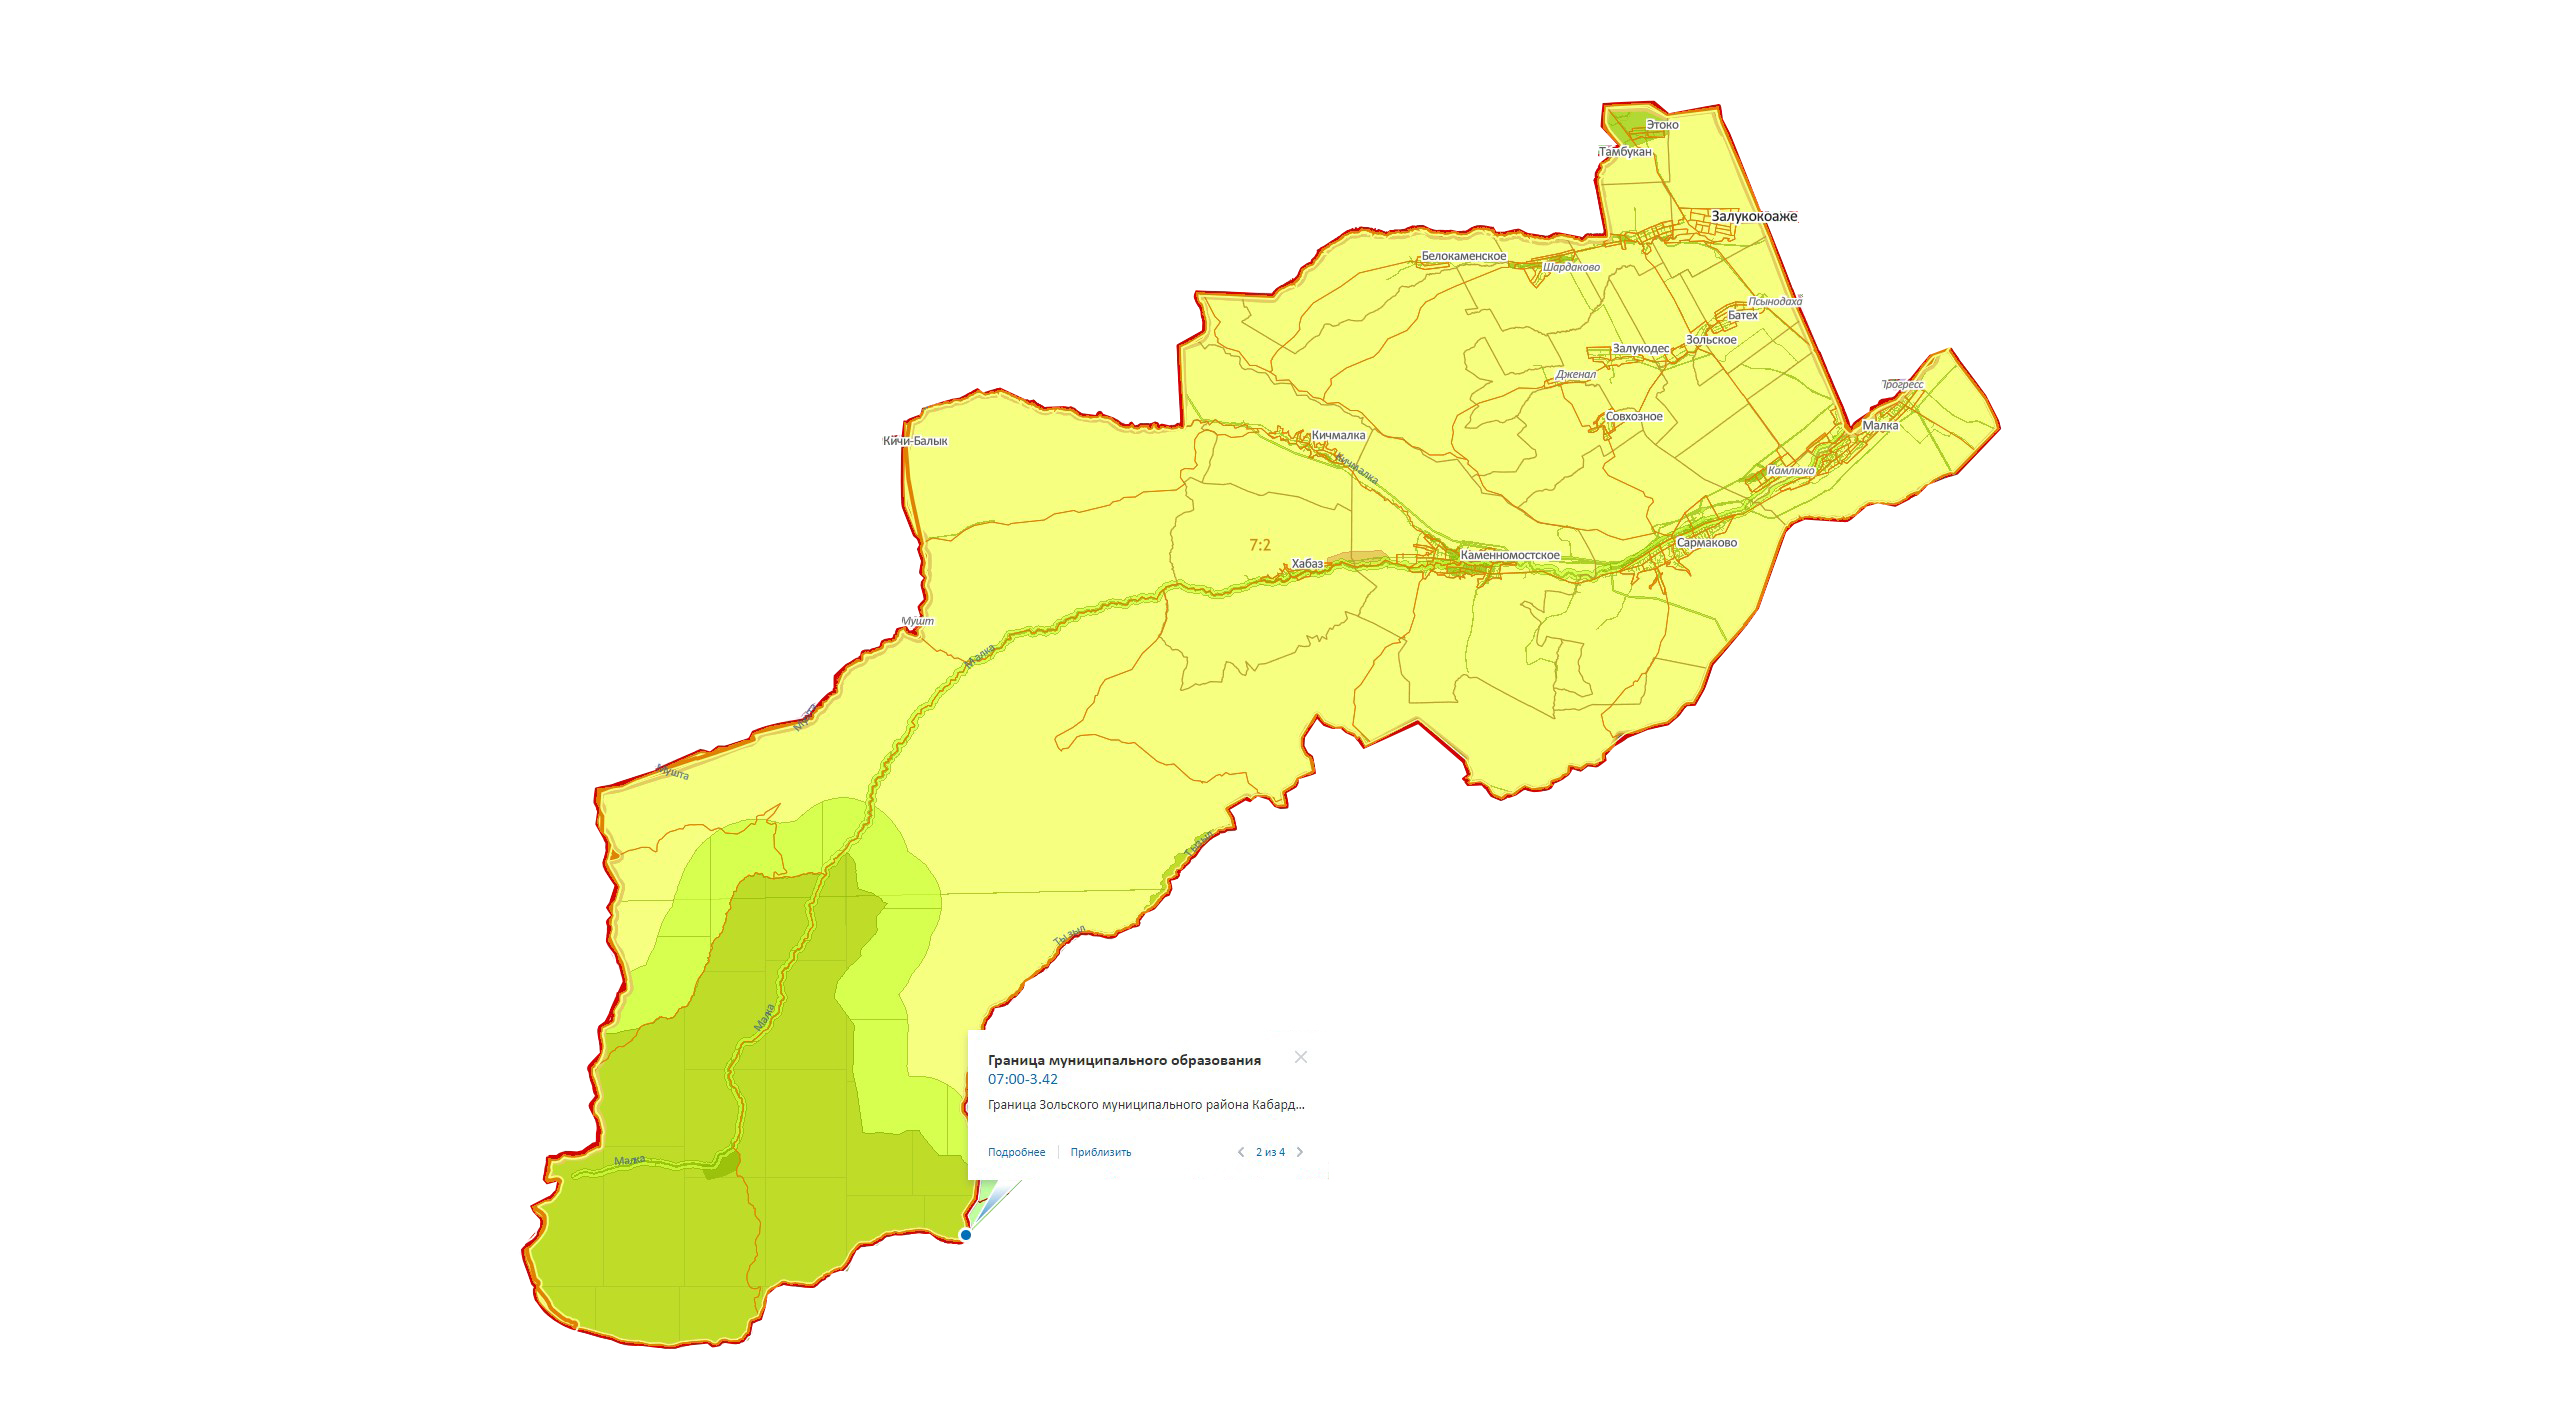 Этоко
Тамбукан
Залукокоаже
Белокаменское
Шардаково
Псынодаха
Батех
Зольское
Залукодес
Дженал
Прогресс
Совхозное
Малка
Кичмалка
Кичи-Балык
Кичмалка
Камлюко
7:2
Сармаково
Каменномостское
Хабаз
Мушт
Малка
Мушта
Тызыл
Тызыл
Малка
Граница муниципального образования
07:00-3.42
Граница Зольского муниципального района Кабард...
Подробнее
Приблизить
2 из 4
Малка